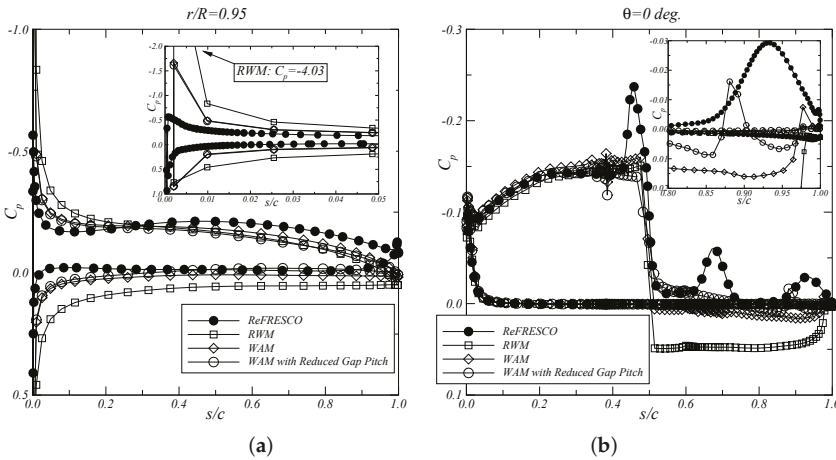 r/R=0.95
-1.0
-0.5
0.0
0.5
C_p
0.0
0.2
0.4
0.6
0.8
1.0
s/c
-2.0
-1.5
-1.0
-0.5
0.0
0.5
1.0
C_p
0.00
0.01
0.02
0.03
0.04
0.05
s/c
RWM: C_p=-4.03
ReFRESCO
RWM
WAM
WAM with Reduced Gap Pitch
(a)
θ=0 deg.
-0.3
-0.2
-0.1
0.0
0.1
C_p
0.0
0.2
0.4
0.6
0.8
1.0
s/c
-0.03
-0.02
-0.01
0.00
0.01
C_p
0.80
0.85
0.90
0.95
1.00
s/c
ReFRESCO
RWM
WAM
WAM with Reduced Gap Pitch
(b)